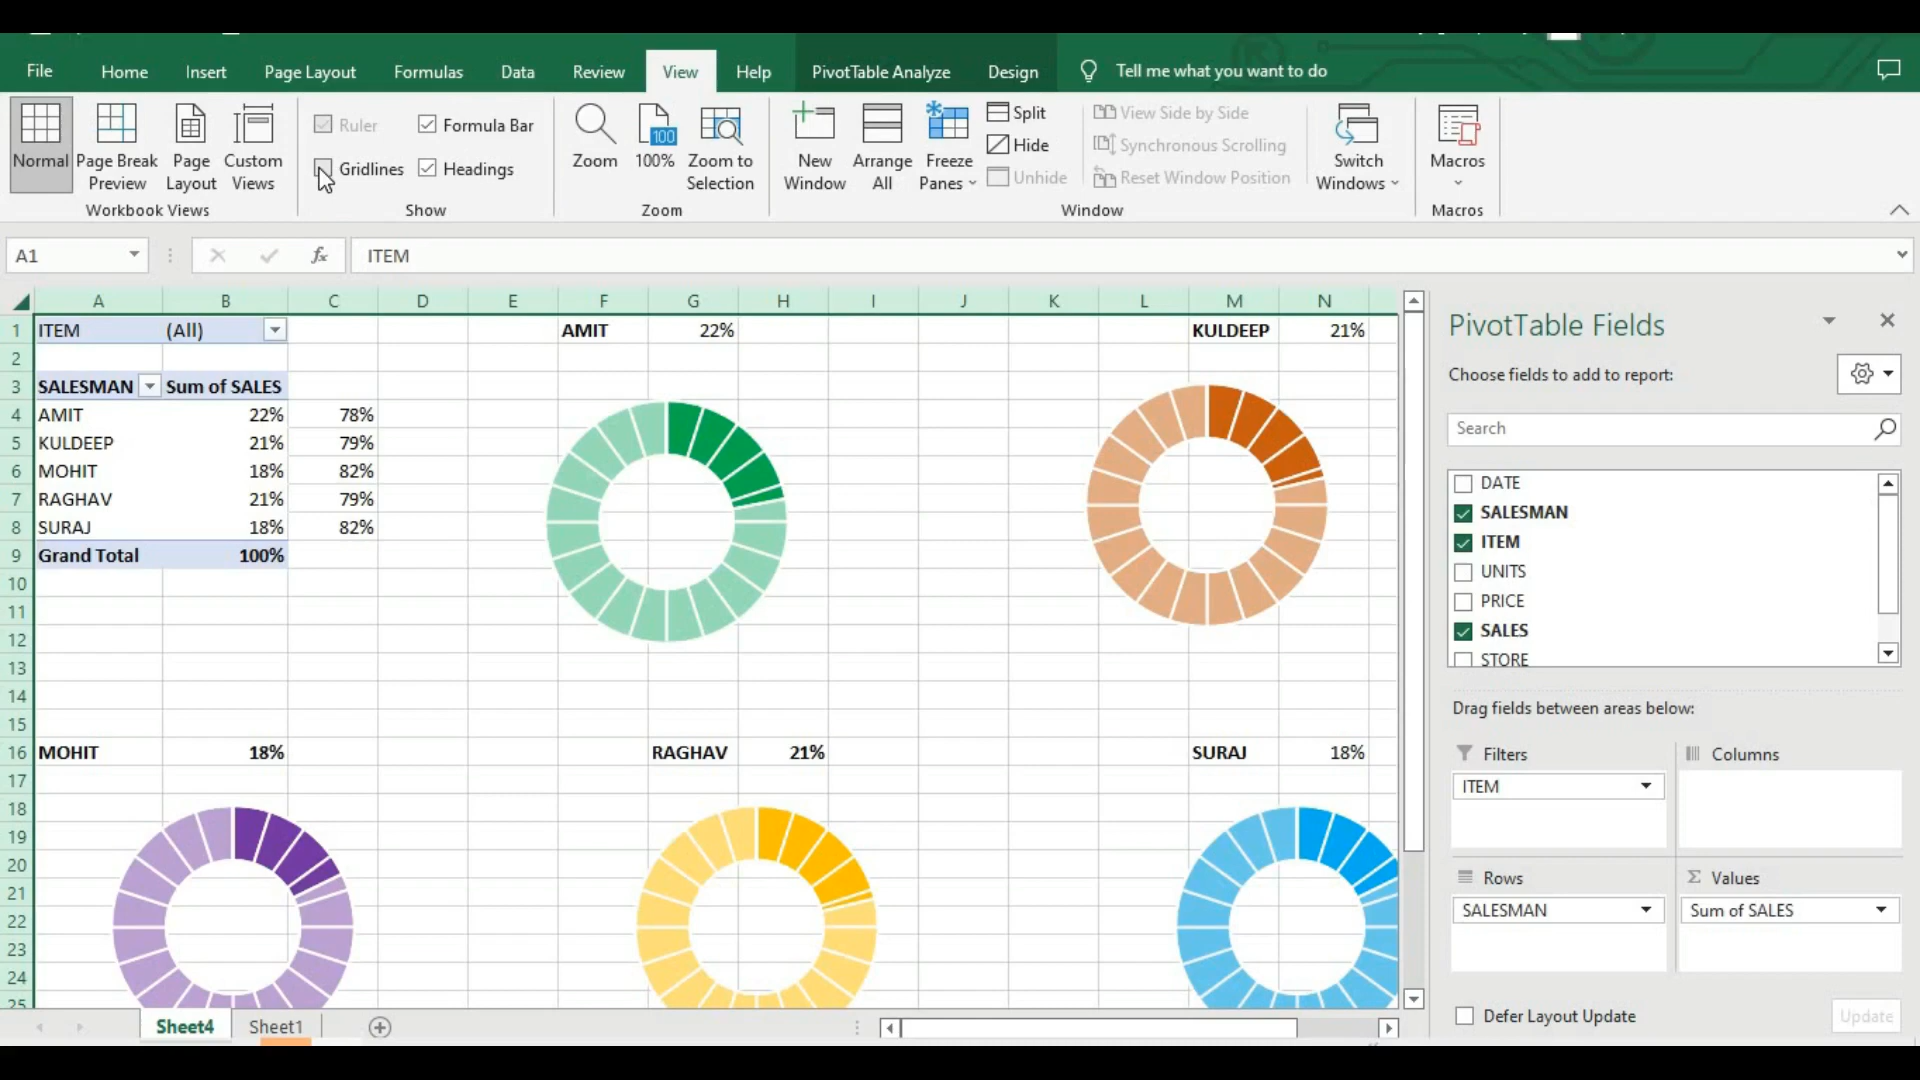 File Home Insert Page Layout Formulas Data Review View Help PivotTable Analyze Design Tell me what you want to do
Normal
Page Break Preview
Page Layout
Custom Views
Workbook Views
Ruler
Formula Bar
Gridlines
Headings
Show
Zoom
100
100%
Zoom to Selection
Zoom
New Window
Arrange All
Freeze Panes
Split
Hide
Unhide
View Side by Side
Synchronous Scrolling
Reset Window Position
Window
Switch Windows
Macros
Macros
A1 fx ITEM
A B C D E F G H I J K L M N
1 ITEM (All) AMIT 22% KULDEEP 21%
2
3 SALESMAN Sum of SALES
4 AMIT 22% 78%
5 KULDEEP 21% 79%
6 MOHIT 18% 82%
7 RAGHAV 21% 79%
8 SURAJ 18% 82%
9 Grand Total 100%
10
11
12
13
14
15
16 MOHIT 18% RAGHAV 21% SURAJ 18%
17
18
19
20
21
22
23
24
25
Sheet4 Sheet1
PivotTable Fields
Choose fields to add to report:
Search
DATE
SALESMAN
ITEM
UNITS
PRICE
SALES
STORE
Drag fields between areas below:
Filters
ITEM
Columns
Rows
SALESMAN
Σ Values
Sum of SALES
Defer Layout Update
Update